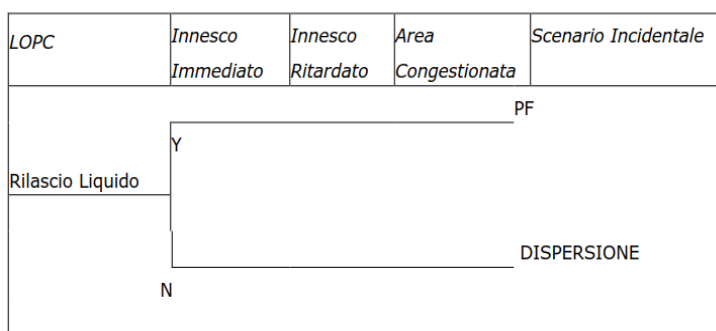 LOPC
Innesco
Immediato
Innesco
Ritardato
Area
Congestionata
Scenario Incidentale
PF
Y
Rilascio Liquido
DISPERSIONE
N